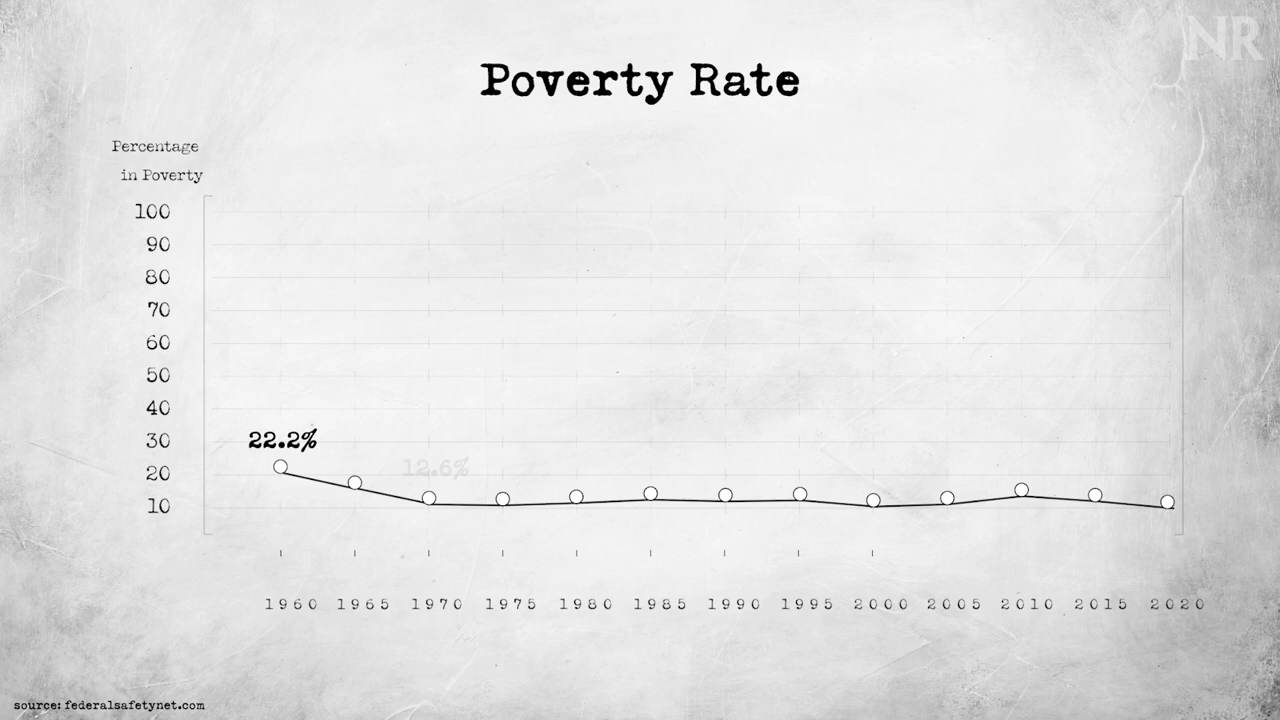 NR
Poverty Rate
Percentage
in Poverty
100
90
80
70
60
50
40
30
20
10
22.2%
12.6%
1960 1965 1970 1975 1980 1985 1990 1995 2000 2005 2010 2015 2020
source: federalsafetynet.com